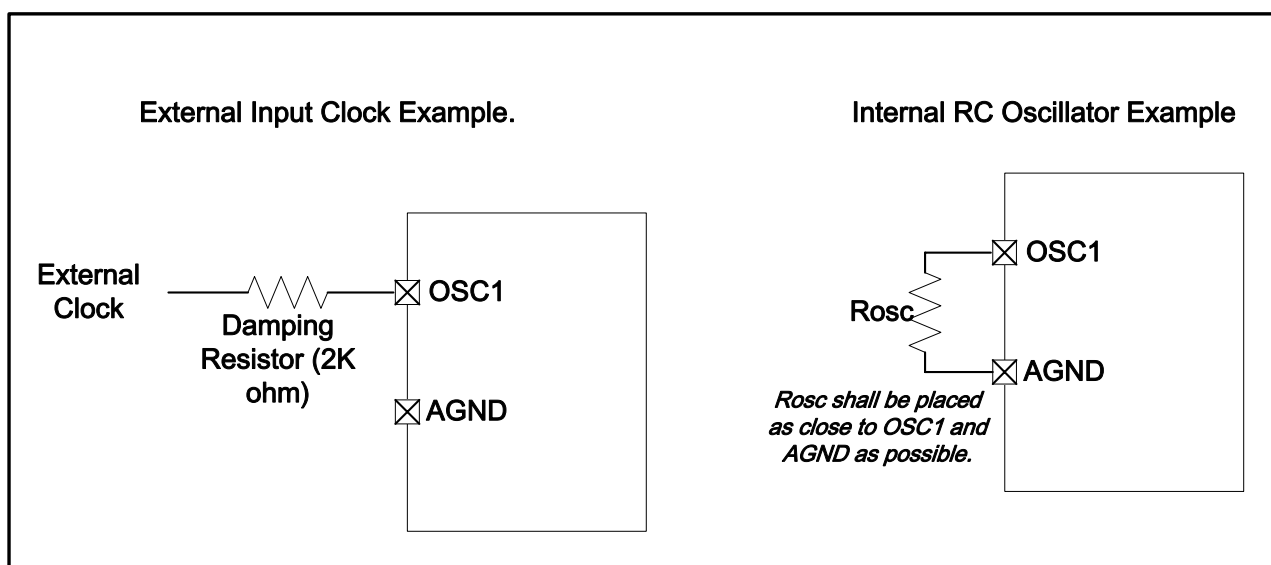 External Input Clock Example.
External
Clock
Damping
Resistor (2K
ohm)
OSC1
AGND
Internal RC Oscillator Example
OSC1
Rosc
AGND
Rosc shall be placed
as close to OSC1 and
AGND as possible.